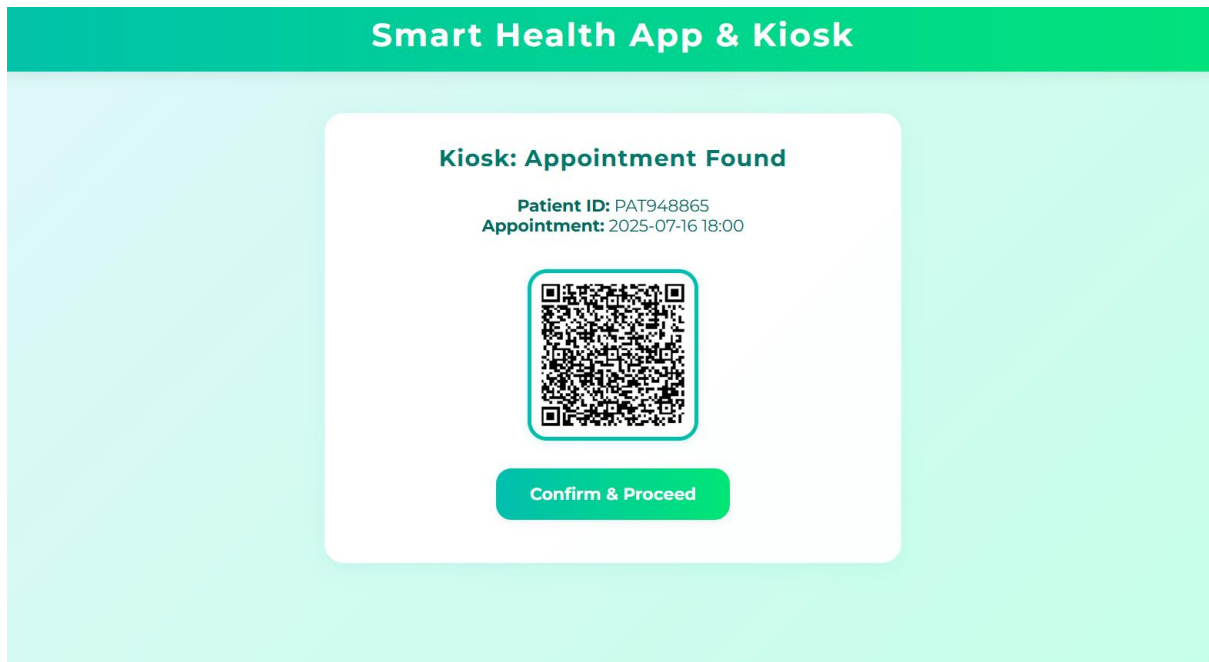 Smart Health App & Kiosk
Kiosk: Appointment Found
Patient ID: PAT948865
Appointment: 2025-07-16 18:00
Confirm & Proceed